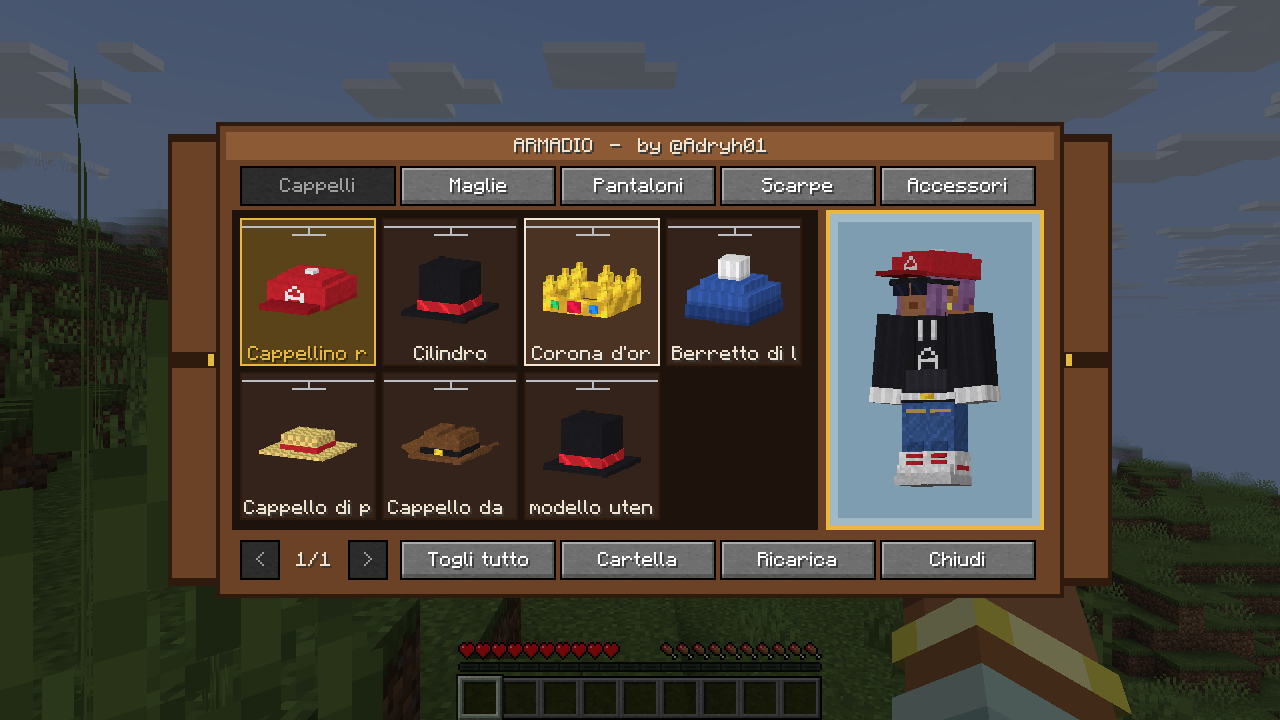 ARMADIO - by @Adryh01
Cappelli
Maglie
Pantaloni
Scarpe
Accessori
Cappellino r
Cilindro
Corona d'or
Berretto di l
Cappello di p
Cappello da
modello uten
A
A
A
< 1/1 >
Togli tutto
Cartella
Ricarica
Chiudi